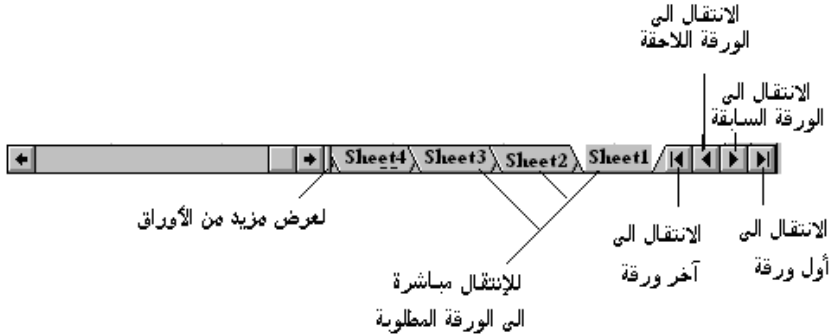 الانتقال الى
الورقة اللاحقة
الانتقال الى
الورقة السابقة
Sheet1
Sheet2
Sheet3
Sheet4
لعرض مزيد من الأوراق
الانتقال الى
أول ورقة
الانتقال الى
آخر ورقة
للإنتقال مباشرة
الى الورقة المطلوبة